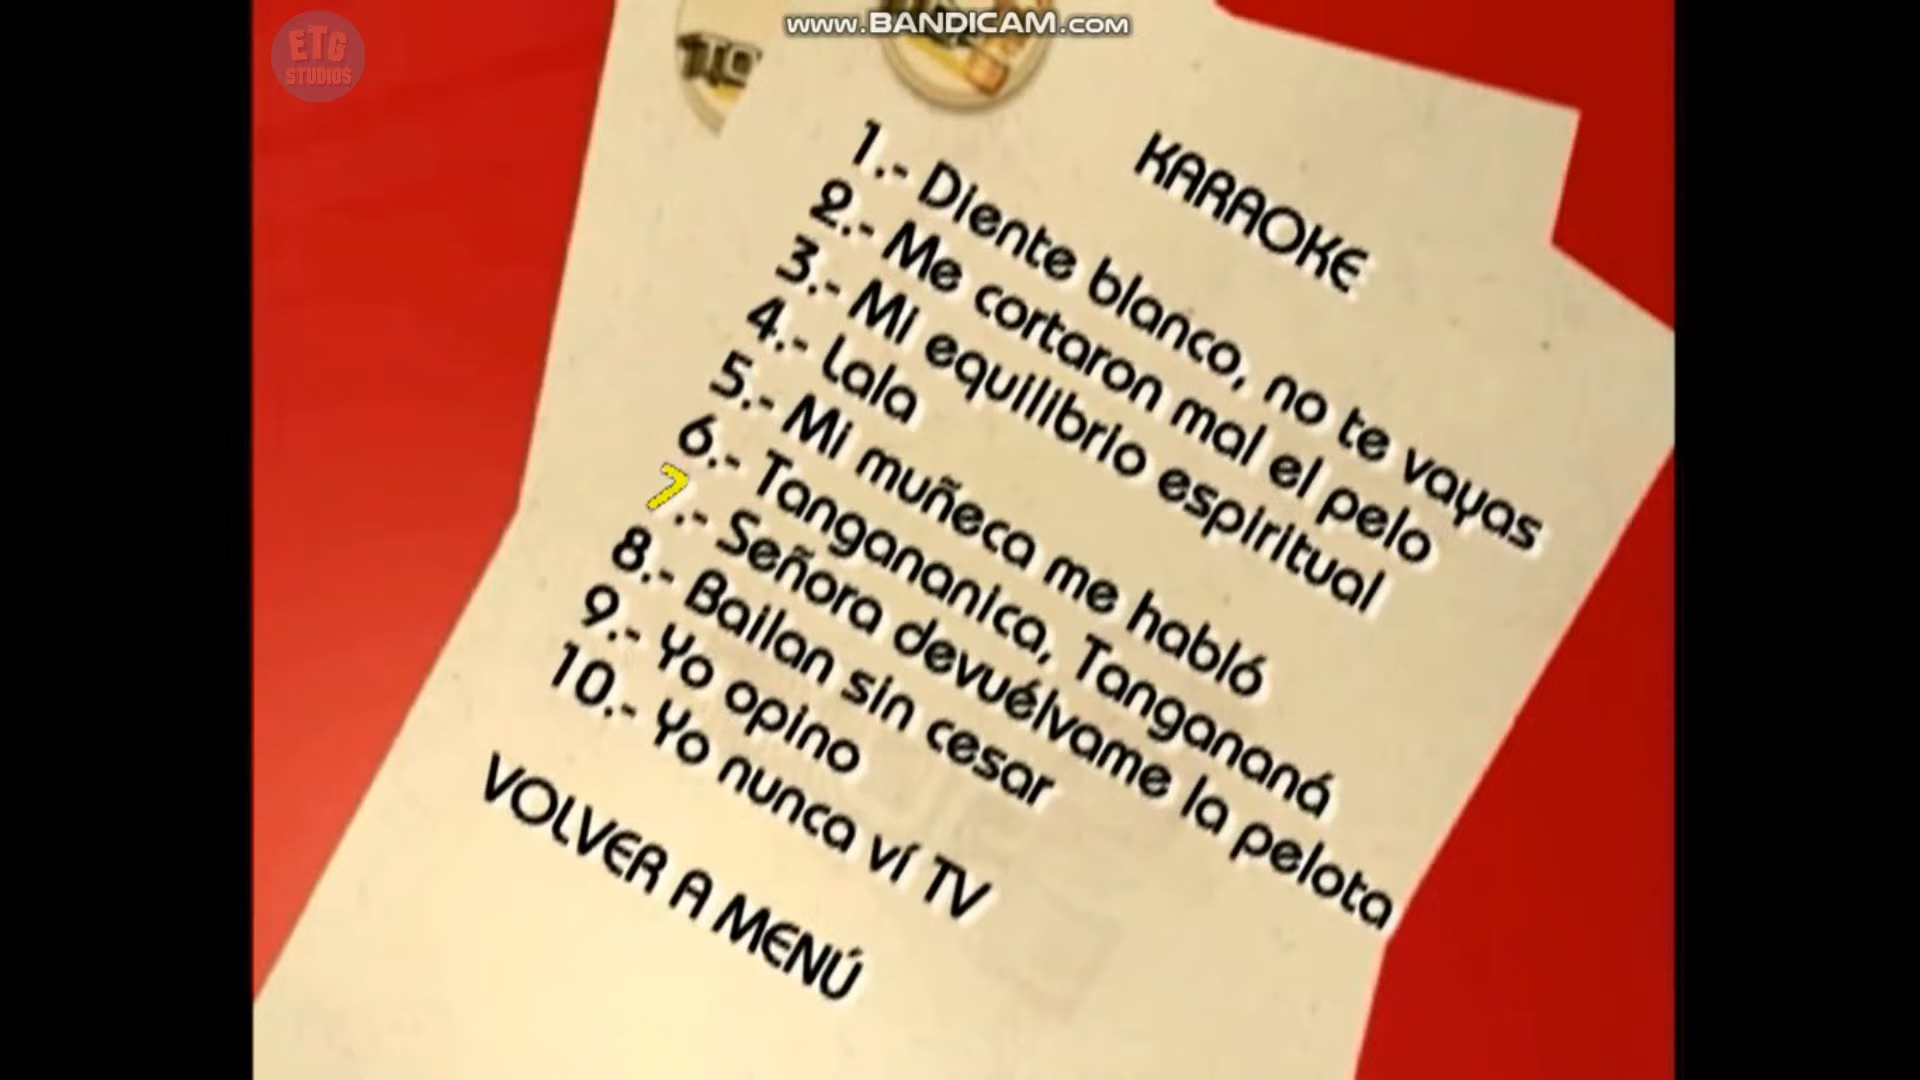 www.BANDICAM.com
ETG
STUDIOS
KARAOKE
1.- Diente blanco, no te vayas
2.- Me cortaron mal el pelo
3.- Mi equilibrio espiritual
4.- Lala
5.- Mi muñeca me habló
6.- Tangananica, Tangananá
7.- Señora devuélvame la pelota
8.- Bailan sin cesar
9.- Yo opino
10.- Yo nunca ví TV
VOLVER A MENÚ